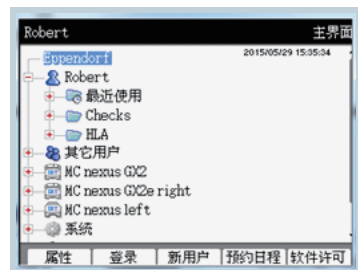 Robert 主界面
Eppendorf 2015/05/29 15:35:34
Robert
最近使用
Checks
HLA
其它用户
MC nexus GX2
MC nexus GX2e right
MC nexus left
系统
属性 登录 新用户 预约日程 软件许可